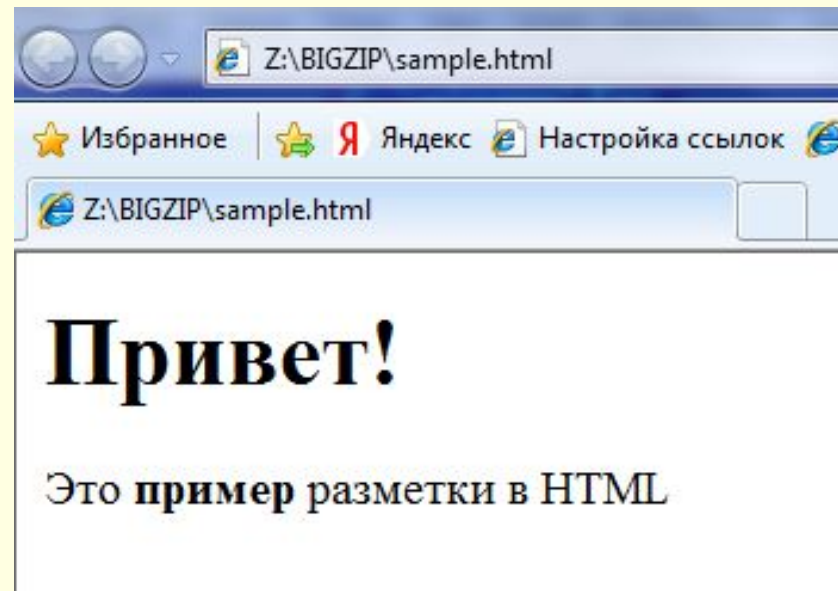 Z:\BIGZIP\sample.html
Избранное Я Яндекс Настройка ссылок
Z:\BIGZIP\sample.html
Привет!
Это пример разметки в HTML